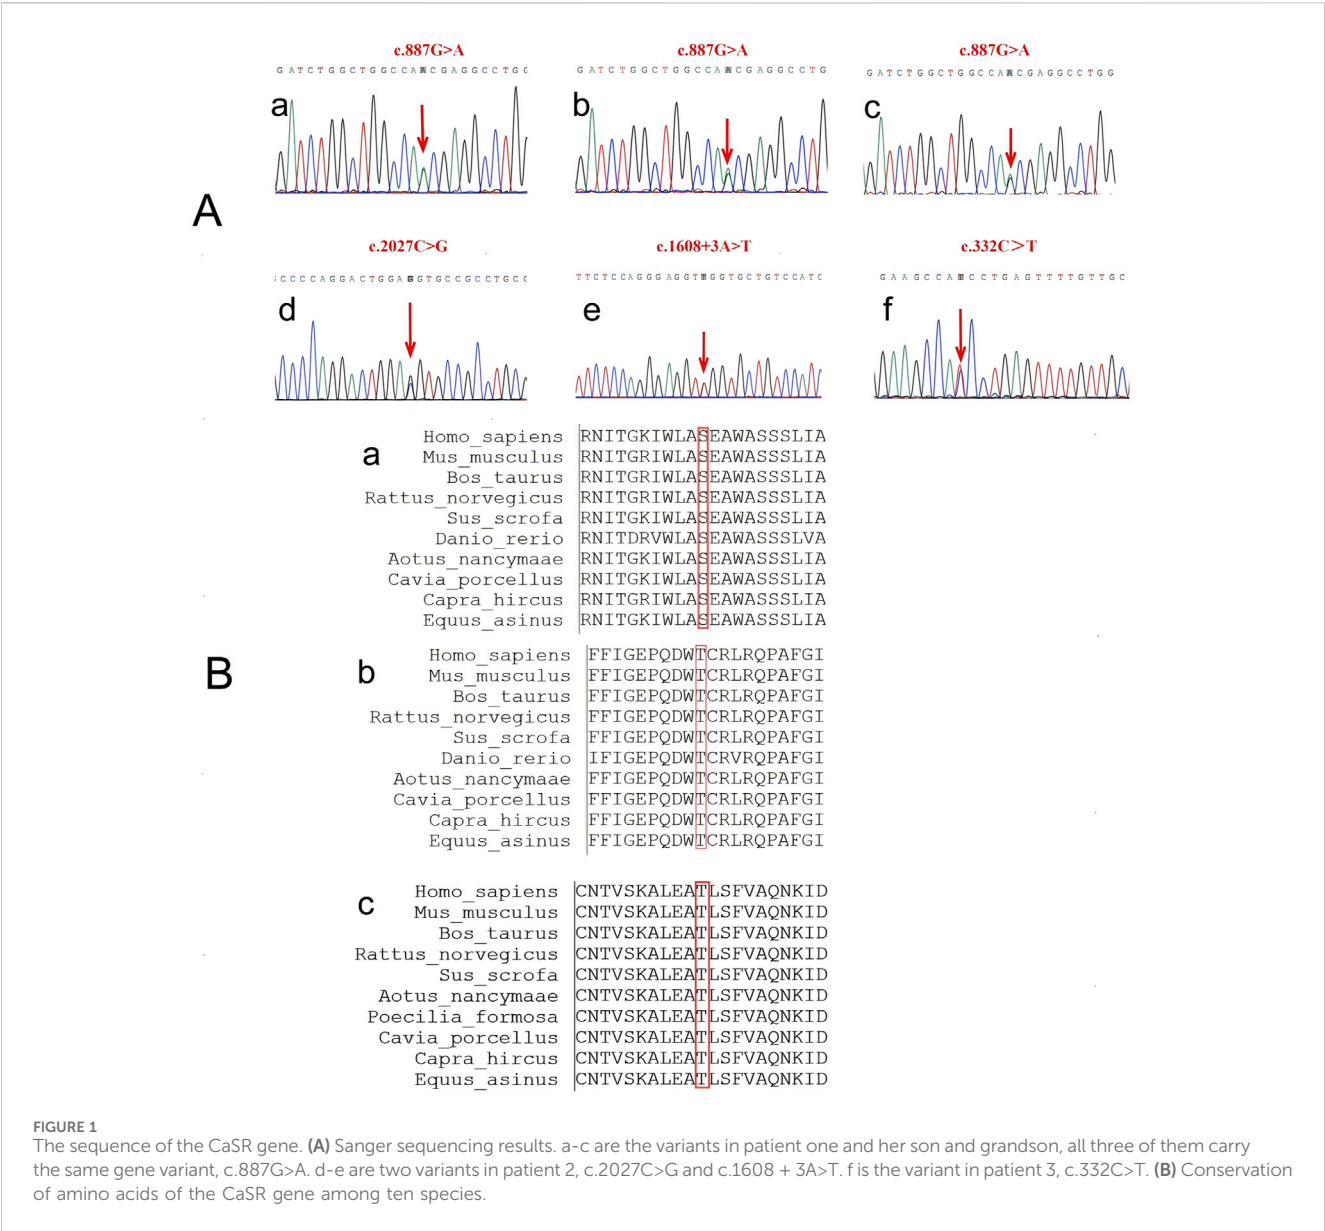 c.887G>A
c.887G>A
c.887G>A
GATCTGGCTGGCCAACGAGGCCTGG
GATCTGGCTGGCCAACGAGGCCTG
GATCTGGCTGGCCAACGAGGCCTGG
a
b
c
A
c.2027C>G
c.1608+3A>T
c.332C>T
CCCCAGGACTGGAGGTGCCGCCTGCG
TTCTCCAGGGAGGTTGGTGCTGTCCATC
GAAGCCATCCTGAGTTTTGTTGC
d
e
f
a
Homo_sapiens RNITGKIWLASEAWASSSLIA
Mus_musculus RNITGRIWLASEAWASSSLIA
Bos_taurus RNITGRIWLASEAWASSSLIA
Rattus_norvegicus RNITGRIWLASEAWASSSLIA
Sus_scrofa RNITGKIWLASEAWASSSLIA
Danio_rerio RNITDRVWLASEAWASSSLVA
Aotus_nancymaae RNITGKIWLASEAWASSSLIA
Cavia_porcellus RNITGKIWLASEAWASSSLIA
Capra_hircus RNITGRIWLASEAWASSSLIA
Equus_asinus RNITGKIWLASEAWASSSLIA
B
b
Homo_sapiens FFIGEPQDWTCRLRQPAFGI
Mus_musculus FFIGEPQDWTCRLRQPAFGI
Bos_taurus FFIGEPQDWTCRLRQPAFGI
Rattus_norvegicus FFIGEPQDWTCRLRQPAFGI
Sus_scrofa FFIGEPQDWTCRLRQPAFGI
Danio_rerio IFIGEPQDWTCRVRQPAFGI
Aotus_nancymaae FFIGEPQDWTCRLRQPAFGI
Cavia_porcellus FFIGEPQDWTCRLRQPAFGI
Capra_hircus FFIGEPQDWTCRLRQPAFGI
Equus_asinus FFIGEPQDWTCRLRQPAFGI
c
Homo_sapiens CNTVSKALEATLSFVAQNKID
Mus_musculus CNTVSKALEATLSFVAQNKID
Bos_taurus CNTVSKALEATLSFVAQNKID
Rattus_norvegicus CNTVSKALEATLSFVAQNKID
Sus_scrofa CNTVSKALEATLSFVAQNKID
Aotus_nancymaae CNTVSKALEATLSFVAQNKID
Poecilia_formosa CNTVSKALEATLSFVAQNKID
Cavia_porcellus CNTVSKALEATLSFVAQNKID
Capra_hircus CNTVSKALEATLSFVAQNKID
Equus_asinus CNTVSKALEATLSFVAQNKID
FIGURE 1
The sequence of the CaSR gene. (A) Sanger sequencing results. a-c are the variants in patient one and her son and grandson, all three of them carry
the same gene variant, c.887G>A. d-e are two variants in patient 2, c.2027C>G and c.1608 + 3A>T. f is the variant in patient 3, c.332C>T. (B) Conservation
of amino acids of the CaSR gene among ten species.